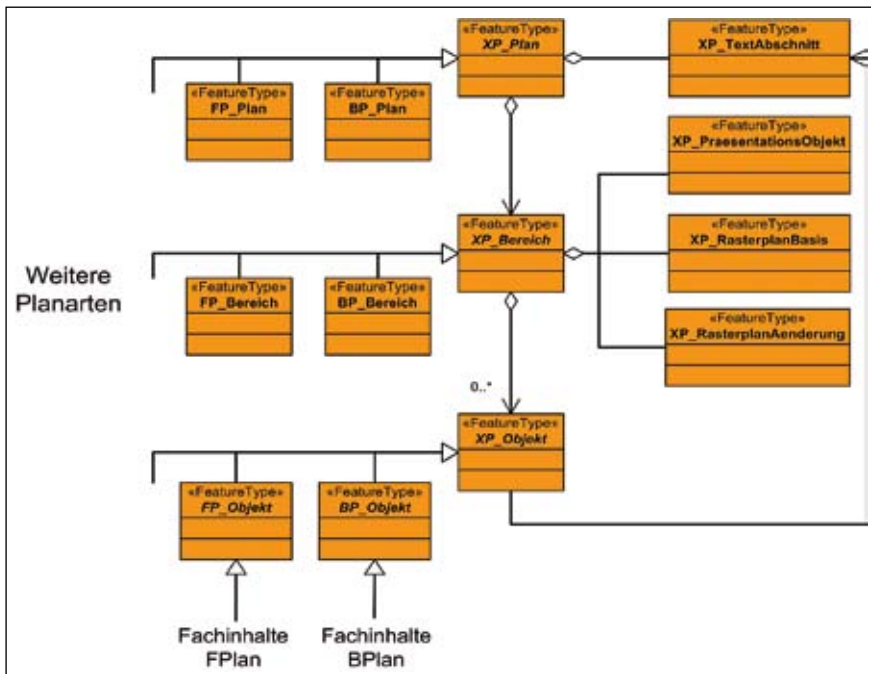 «FeatureType»
XP_Plan
«FeatureType»
XP_TextAbschnitt
«FeatureType»
FP_Plan
«FeatureType»
BP_Plan
«FeatureType»
XP_PraesentationsObjekt
«FeatureType»
XP_Bereich
«FeatureType»
XP_RasterplanBasis
Weitere
Planarten
«FeatureType»
FP_Bereich
«FeatureType»
BP_Bereich
«FeatureType»
XP_RasterplanAenderung
0..*
«FeatureType»
XP_Objekt
«FeatureType»
FP_Objekt
«FeatureType»
BP_Objekt
Fachinhalte
FPlan
Fachinhalte
BPlan